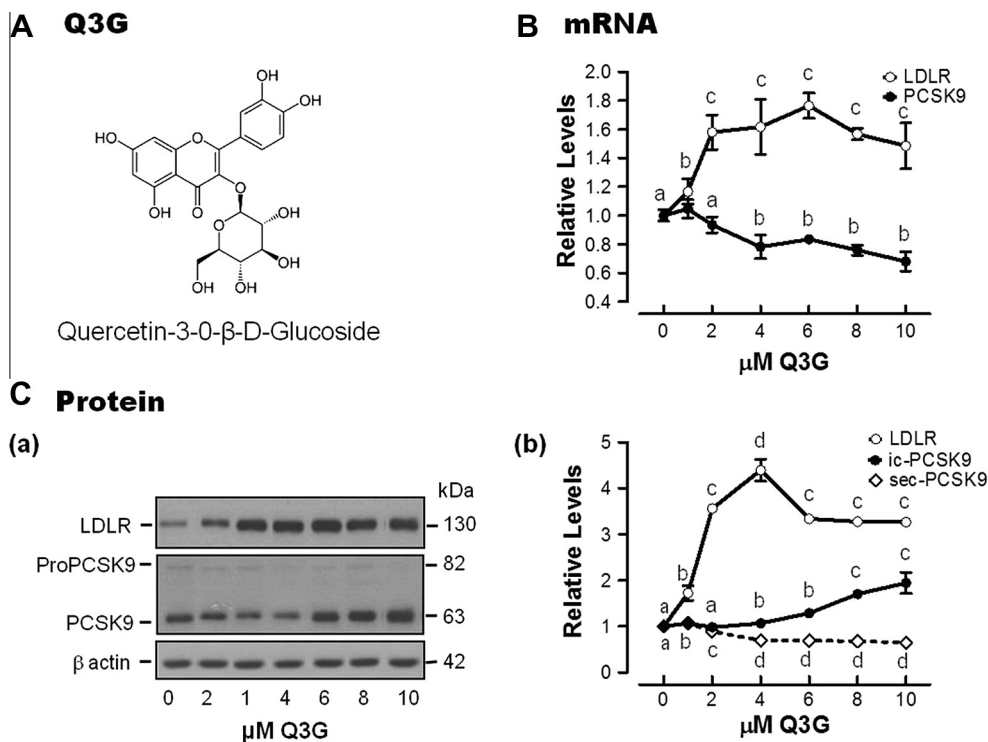 A Q3G
OH
OH
HO
O
O
OH
O
O
OH
OH
OH
OH
Quercetin-3-0-β-D-Glucoside
B mRNA
LDLR
PCSK9
Relative Levels
2.0
1.8
1.6
1.4
1.2
1.0
0.8
0.6
0.4
a b c c c c c
a b b b b
0 2 4 6 8 10
μM Q3G
C Protein
(a)
kDa
LDLR 130
ProPCSK9 82
PCSK9 63
β actin 42
0 2 1 4 6 8 10
μM Q3G
(b)
LDLR
ic-PCSK9
sec-PCSK9
Relative Levels
5
4
3
2
1
0
a b c d c c c
a b b c c
a b c d d d d
0 2 4 6 8 10
μM Q3G